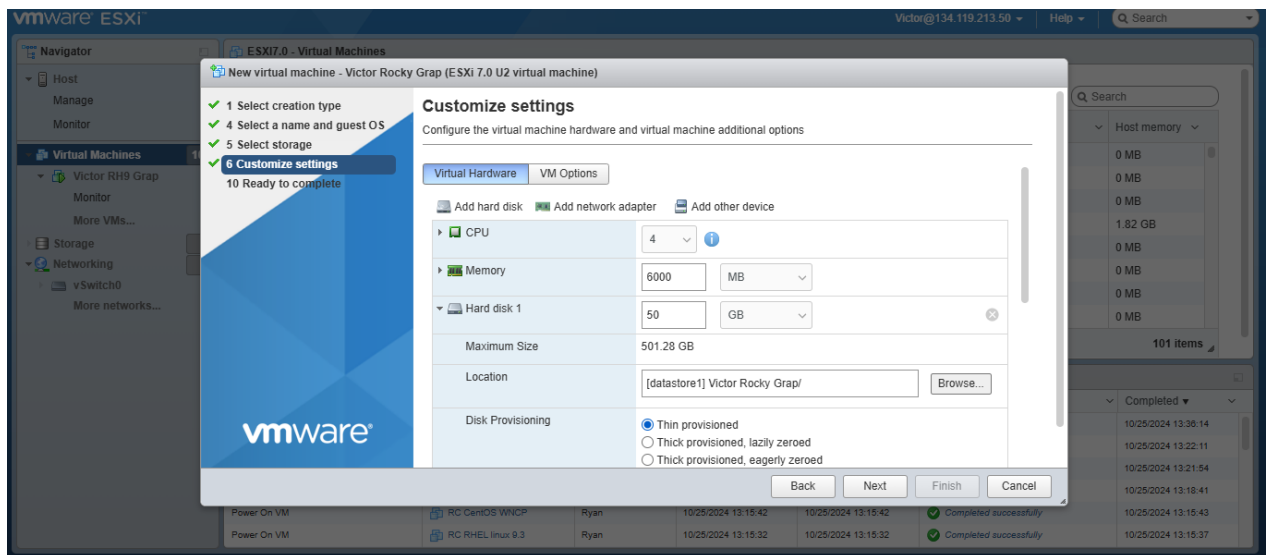 vmware ESXi™
Victor@134.119.213.50
Help
Search
Navigator
ESXI7.0 - Virtual Machines
Host
Manage
Monitor
Virtual Machines
Victor RH9 Grap
Monitor
More VMs...
Storage
Networking
vSwitch0
More networks...
New virtual machine - Victor Rocky Grap (ESXi 7.0 U2 virtual machine)
1 Select creation type
4 Select a name and guest OS
5 Select storage
6 Customize settings
10 Ready to complete
vmware®
Customize settings
Configure the virtual machine hardware and virtual machine additional options
Virtual Hardware VM Options
Add hard disk Add network adapter Add other device
CPU 4
Memory 6000 MB
Hard disk 1 50 GB
Maximum Size 501.28 GB
Location [datastore1] Victor Rocky Grap/ Browse...
Disk Provisioning Thin provisioned
Thick provisioned, lazily zeroed
Thick provisioned, eagerly zeroed
Back Next Finish Cancel
Search
Host memory
0 MB
0 MB
0 MB
1.82 GB
0 MB
0 MB
0 MB
0 MB
101 items
Completed
10/25/2024 13:36:14
10/25/2024 13:22:11
10/25/2024 13:21:54
10/25/2024 13:18:41
Power On VM RC CentOS WNCP Ryan 10/25/2024 13:15:42 10/25/2024 13:15:42 Completed successfully 10/25/2024 13:15:43
Power On VM RC RHEL linux 9.3 Ryan 10/25/2024 13:15:32 10/25/2024 13:15:32 Completed successfully 10/25/2024 13:15:37